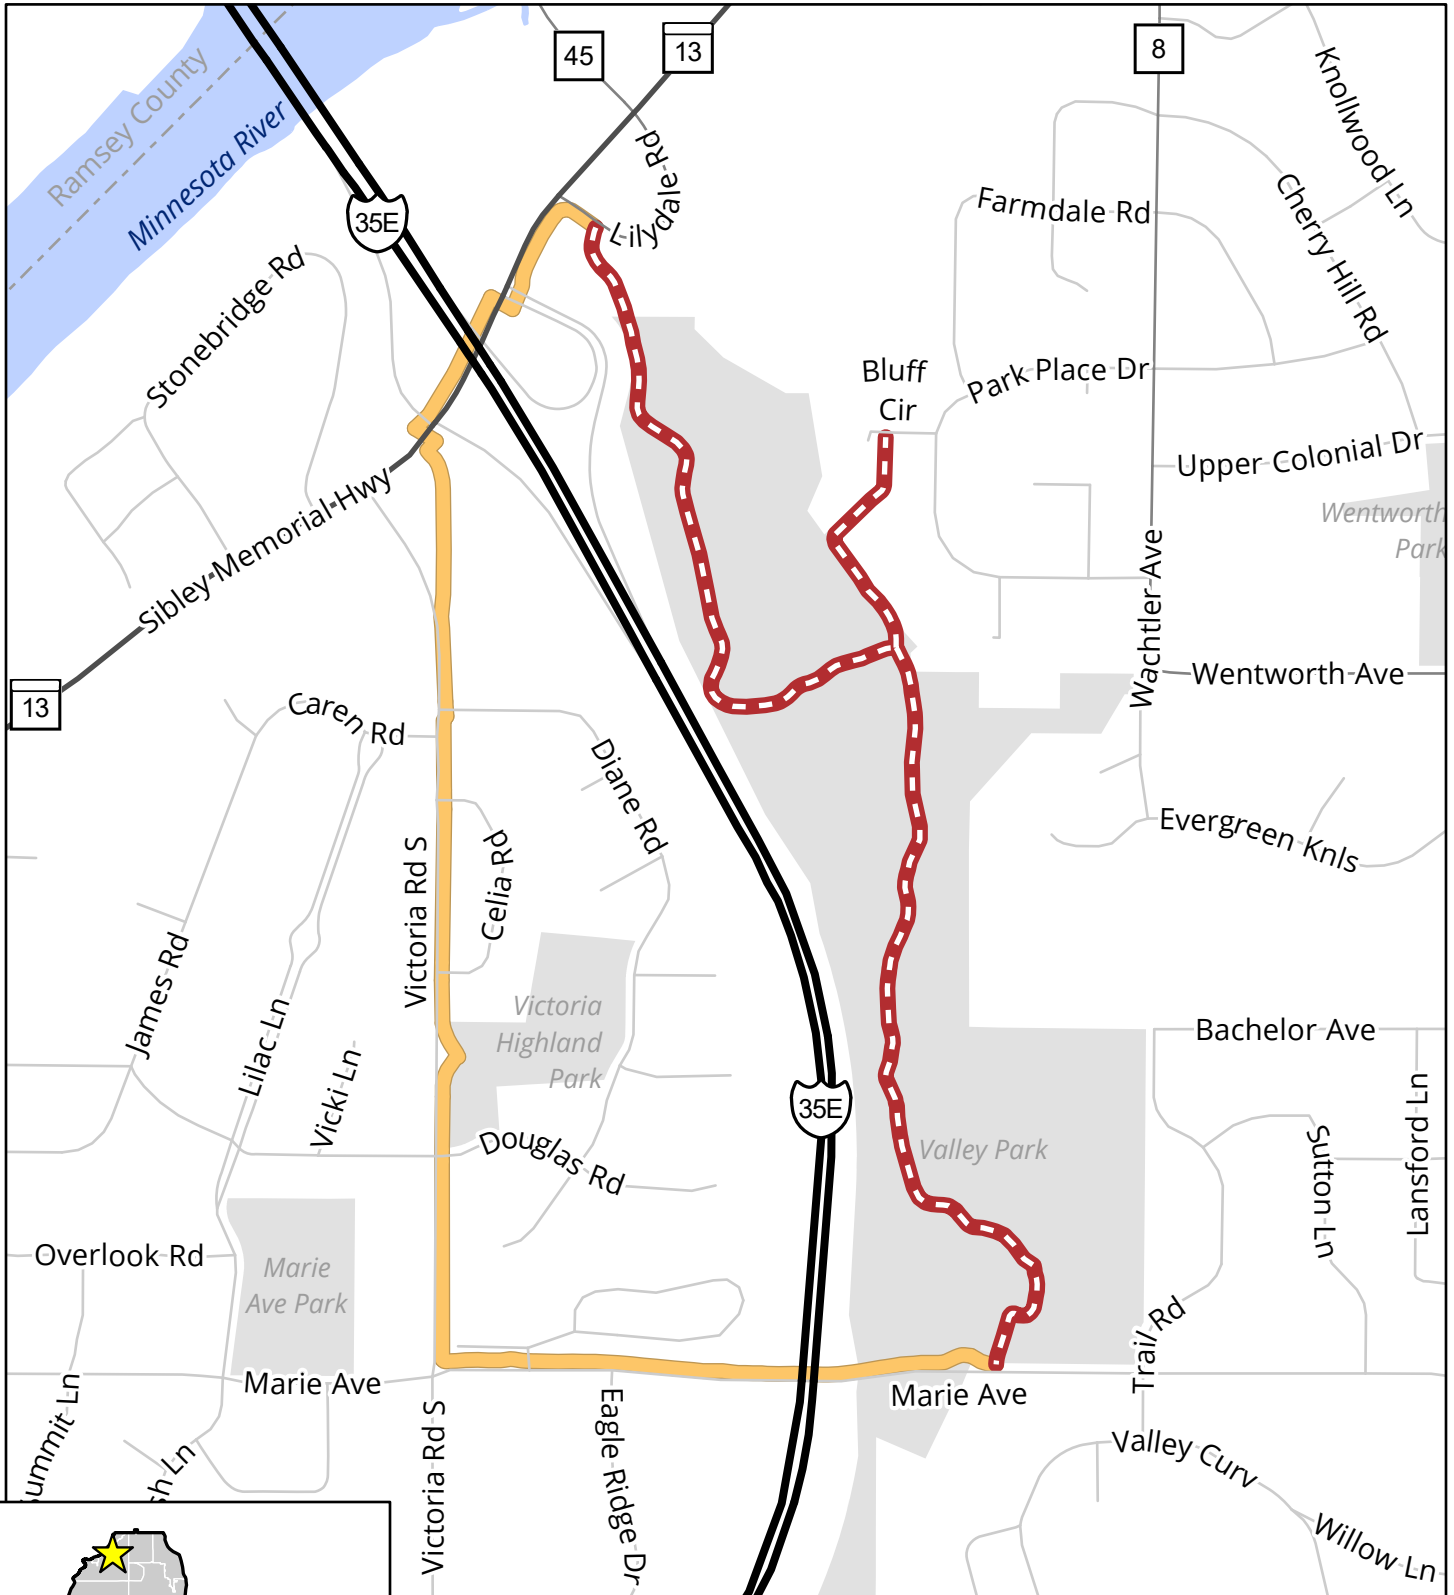 45
13
8
Ramsey County
Minnesota River
Knollwood Ln
Lilydale Rd
35E
Farmdale Rd
Cherry Hill Rd
Stonebridge Rd
Bluff
Cir
Park Place Dr
Upper Colonial Dr
Sibley Memorial Hwy
Wentworth
Park
Wachtler Ave
Wentworth Ave
13
Caren Rd
Diane Rd
Evergreen Knls
Victoria Rd S
Celia Rd
James Rd
Lilac Ln
Vicki Ln
Victoria
Highland
Park
Bachelor Ave
35E
Douglas Rd
Valley Park
Sutton Ln
Lansford Ln
Overlook Rd
Marie
Ave Park
Trail Rd
Marie Ave
Marie Ave
ummit Ln
sh Ln
Victoria Rd S
Eagle Ridge Dr
Valley Curv
Willow Ln